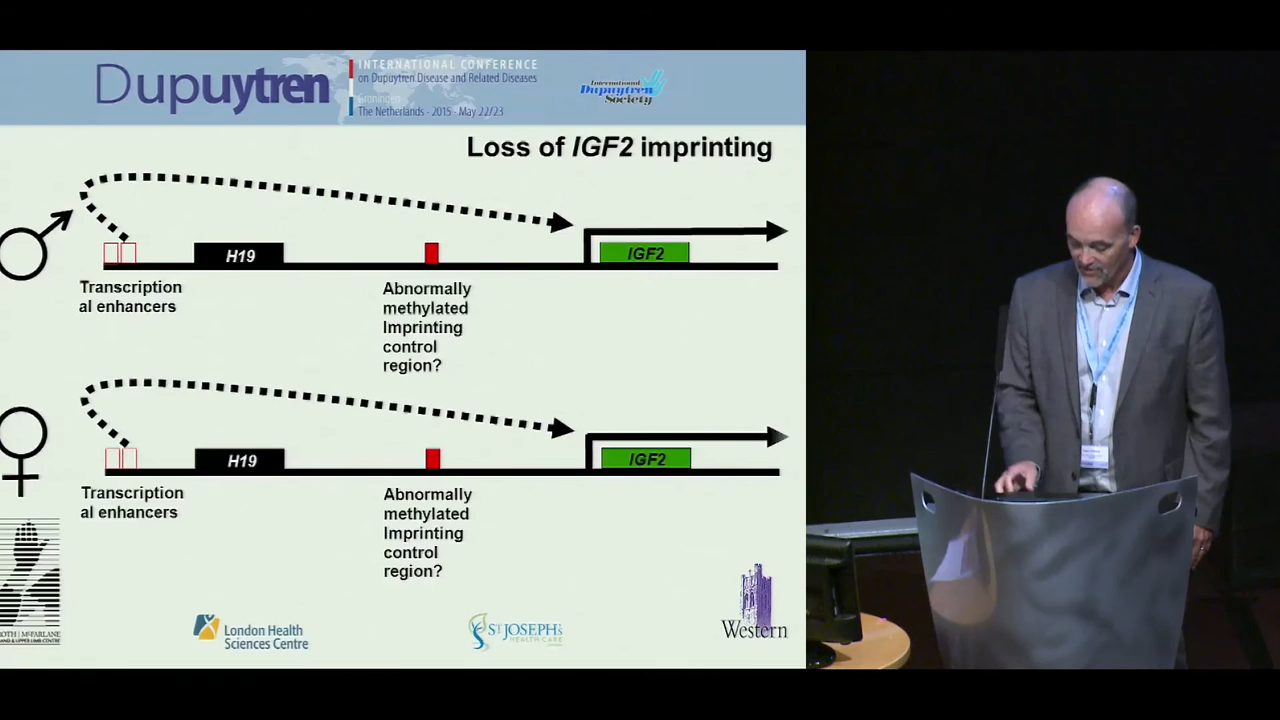 Dupuytren
INTERNATIONAL CONFERENCE
on Dupuytren Disease and Related Diseases
Groningen
The Netherlands - 2015 - May 22/23
International
Dupuytren
Society
Loss of IGF2 imprinting
H19
IGF2
Transcription
al enhancers
Abnormally
methylated
Imprinting
control
region?
H19
IGF2
Transcription
al enhancers
Abnormally
methylated
Imprinting
control
region?
London Health
Sciences Centre
ST JOSEPH'S
HEALTH CARE
Western